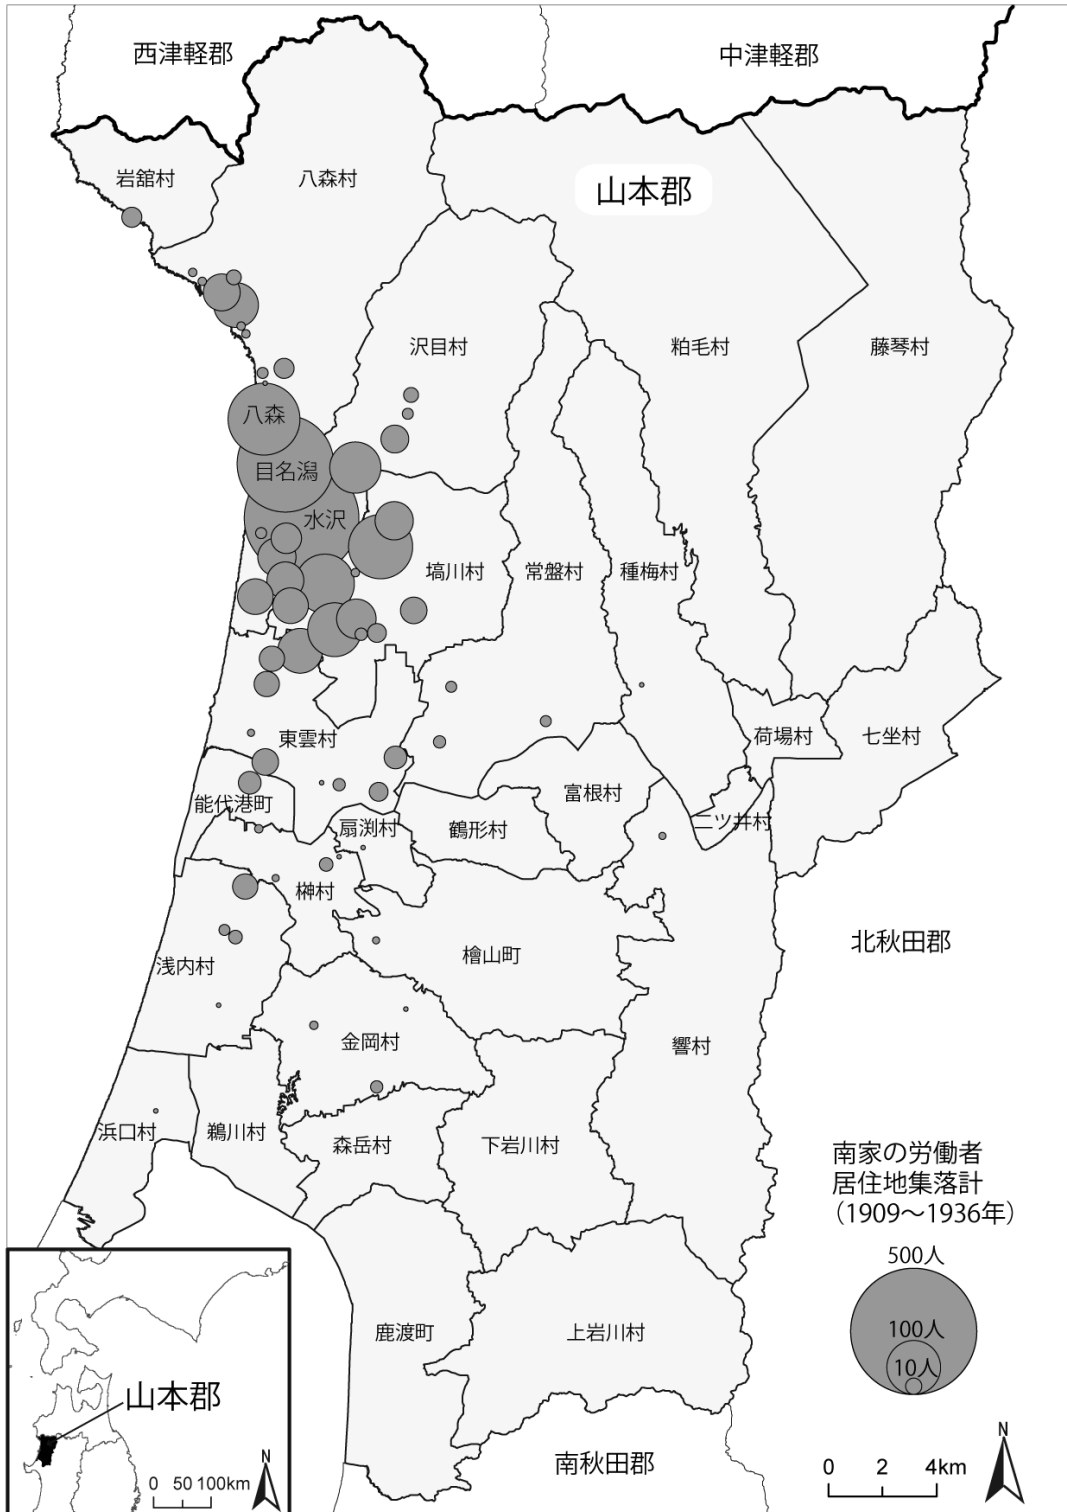 西津軽郡
中津軽郡
岩舘村
八森村
山本郡
沢目村
粕毛村
藤琴村
八森
目名潟
水沢
塙川村
常盤村
種梅村
東雲村
荷場村
七坐村
能代港町
扇渕村
鶴形村
富根村
二ツ井村
榊村
浅内村
檜山町
北秋田郡
金岡村
響村
浜口村
鵜川村
森岳村
下岩川村
南家の労働者
居住地集落計
（1909～1936年）
500人
100人
10人
鹿渡町
上岩川村
山本郡
南秋田郡
N
0 50 100km
N
0 2 4km